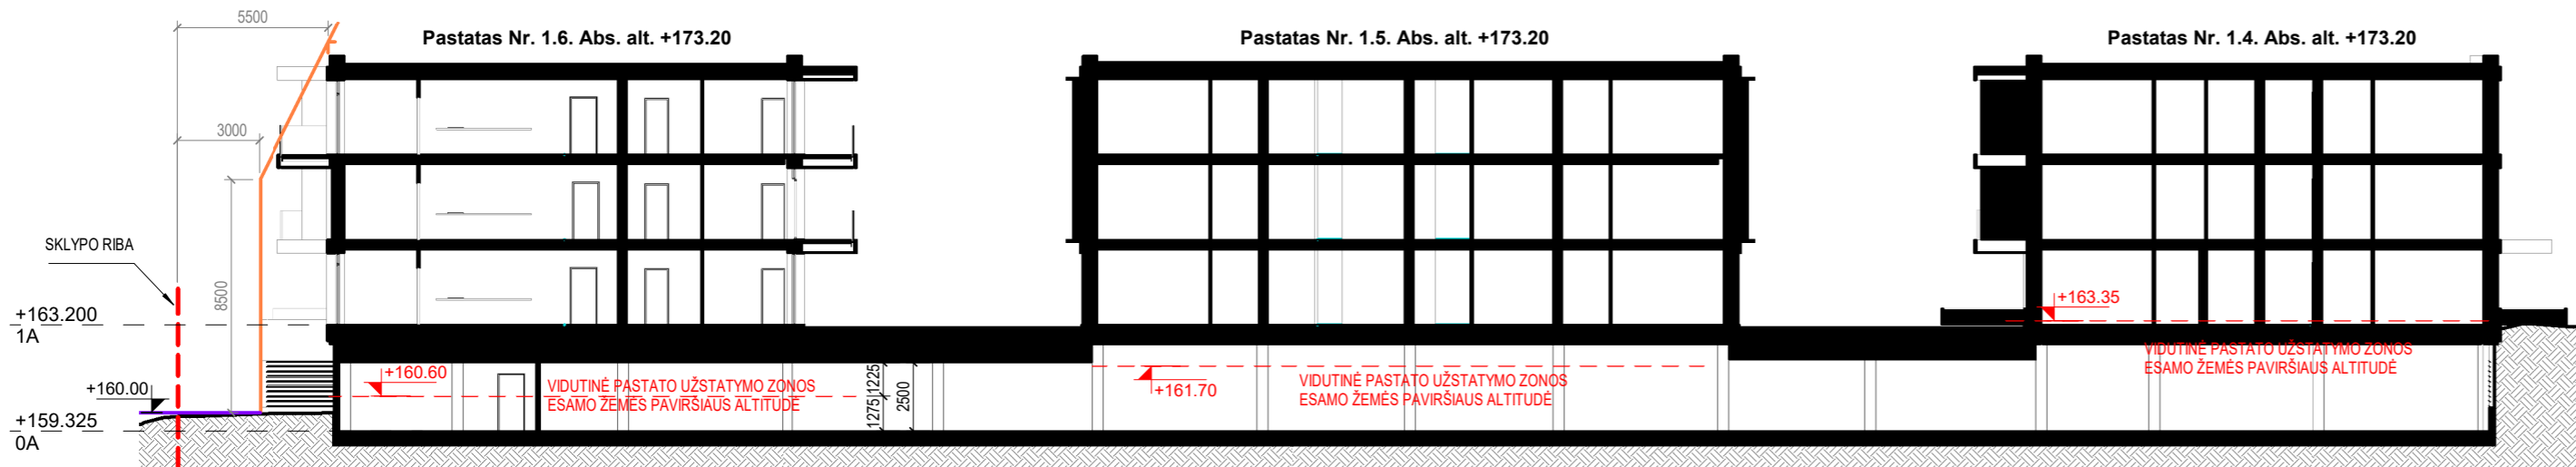 5500
Pastatas Nr. 1.6. Abs. alt. +173.20
Pastatas Nr. 1.5. Abs. alt. +173.20
Pastatas Nr. 1.4. Abs. alt. +173.20
3000
SKLYPO RIBA
8500
+163.200
1A
+163.35
+160.00
+160.60
VIDUTINĖ PASTATO UŽSTATYMO ZONOS
ESAMO ŽEMĖS PAVIRŠIAUS ALTITUDĖ
1275
1225
2500
+161.70
VIDUTINĖ PASTATO UŽSTATYMO ZONOS
ESAMO ŽEMĖS PAVIRŠIAUS ALTITUDĖ
VIDUTINĖ PASTATO UŽSTATYMO ZONOS
ESAMO ŽEMĖS PAVIRŠIAUS ALTITUDĖ
+159.325
0A